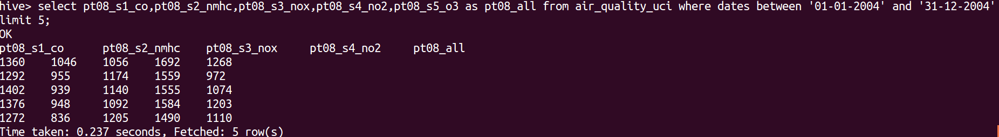 hive> select pt08_s1_co,pt08_s2_nmhc,pt08_s3_nox,pt08_s4_no2,pt08_s5_o3 as pt08_all from air_quality_uci where dates between '01-01-2004' and '31-12-2004'
limit 5;
OK
pt08_s1_co	pt08_s2_nmhc	pt08_s3_nox	pt08_s4_no2	pt08_all
1360	1046	1056	1692	1268
1292	955	1174	1559	972
1402	939	1140	1555	1074
1376	948	1092	1584	1203
1272	836	1205	1490	1110
Time taken: 0.237 seconds, Fetched: 5 row(s)